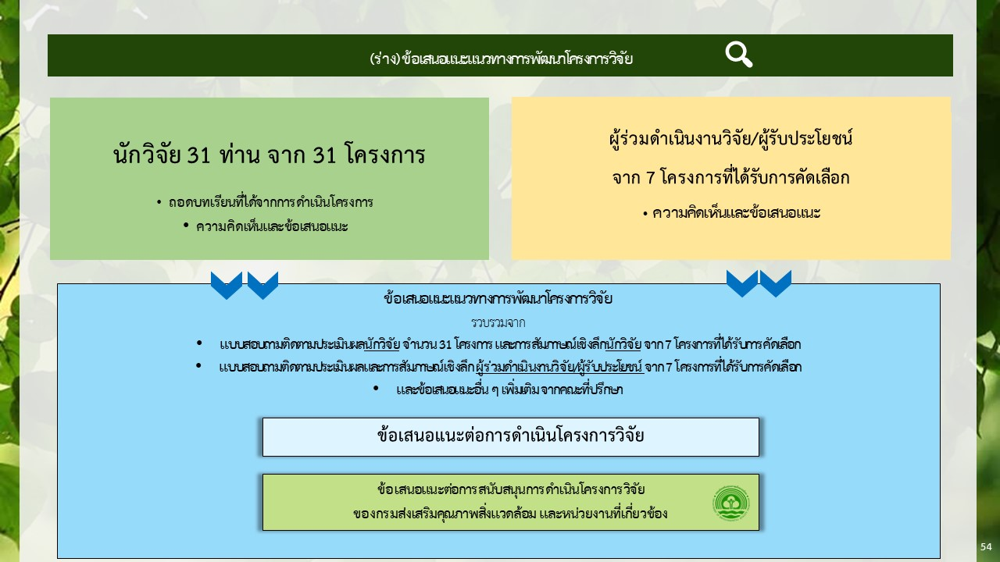 (ร่าง) ข้อเสนอแนะแนวทางการพัฒนาโครงการวิจัย
นักวิจัย 31 ท่าน จาก 31 โครงการ
• ถอดบทเรียนที่ได้จากการดำเนินโครงการ
• ความคิดเห็นและข้อเสนอแนะ
ผู้ร่วมดำเนินงานวิจัย/ผู้รับประโยชน์
จาก 7 โครงการที่ได้รับการคัดเลือก
• ความคิดเห็นและข้อเสนอแนะ
ข้อเสนอแนะแนวทางการพัฒนาโครงการวิจัย
รวบรวมจาก
• แบบสอบถามติดตามประเมินผลนักวิจัย จำนวน 31 โครงการ และการสัมภาษณ์เชิงลึกนักวิจัย จาก 7 โครงการที่ได้รับการคัดเลือก
• แบบสอบถามติดตามประเมินผลและการสัมภาษณ์เชิงลึก ผู้ร่วมดำเนินงานวิจัย/ผู้รับประโยชน์ จาก 7 โครงการที่ได้รับการคัดเลือก
• และข้อเสนอแนะอื่น ๆ เพิ่มเติม จากคณะที่ปรึกษา
ข้อเสนอแนะต่อการดำเนินโครงการวิจัย
ข้อเสนอแนะต่อการสนับสนุนการดำเนินโครงการวิจัย
ของกรมส่งเสริมคุณภาพสิ่งแวดล้อม และหน่วยงานที่เกี่ยวข้อง
54